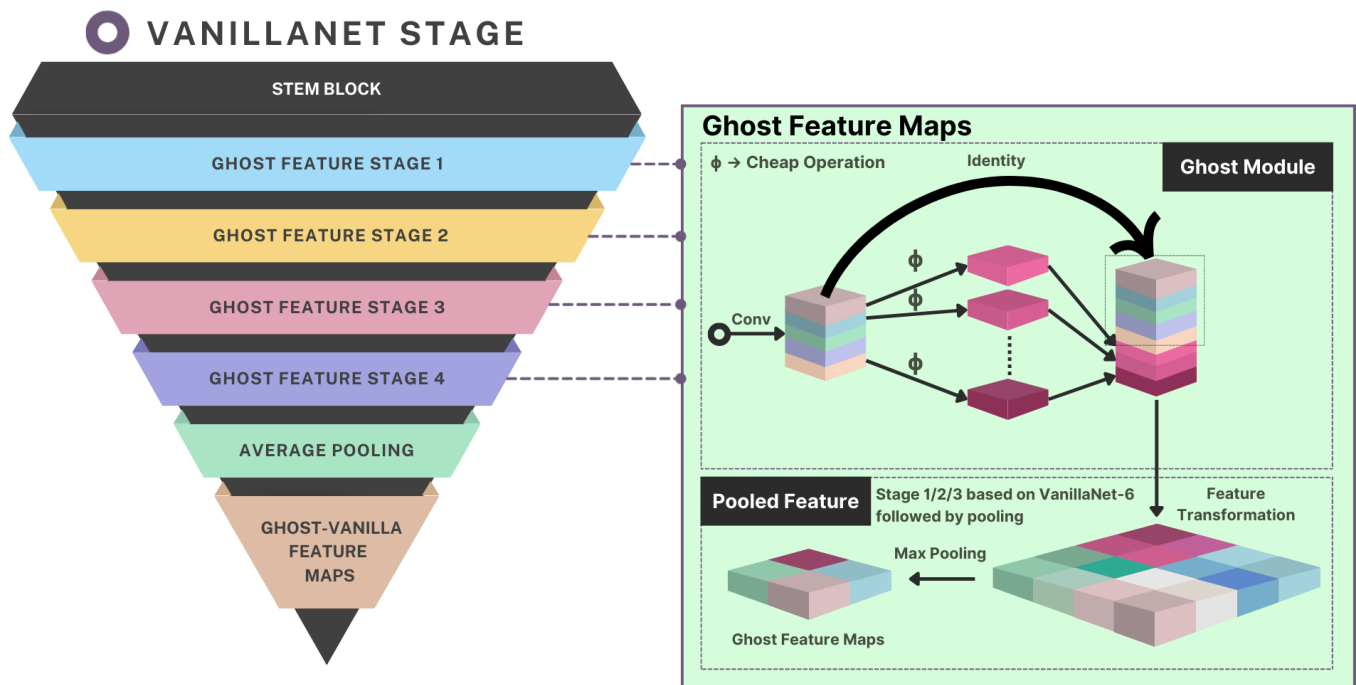 VANILLANET STAGE
STEM BLOCK
GHOST FEATURE STAGE 1
GHOST FEATURE STAGE 2
GHOST FEATURE STAGE 3
GHOST FEATURE STAGE 4
AVERAGE POOLING
GHOST-VANILLA
FEATURE
MAPS
Ghost Feature Maps
ϕ → Cheap Operation
Identity
Ghost Module
Conv
ϕ
ϕ
ϕ
Pooled Feature
Stage 1/2/3 based on VanillaNet-6
followed by pooling
Feature
Transformation
Max Pooling
Ghost Feature Maps